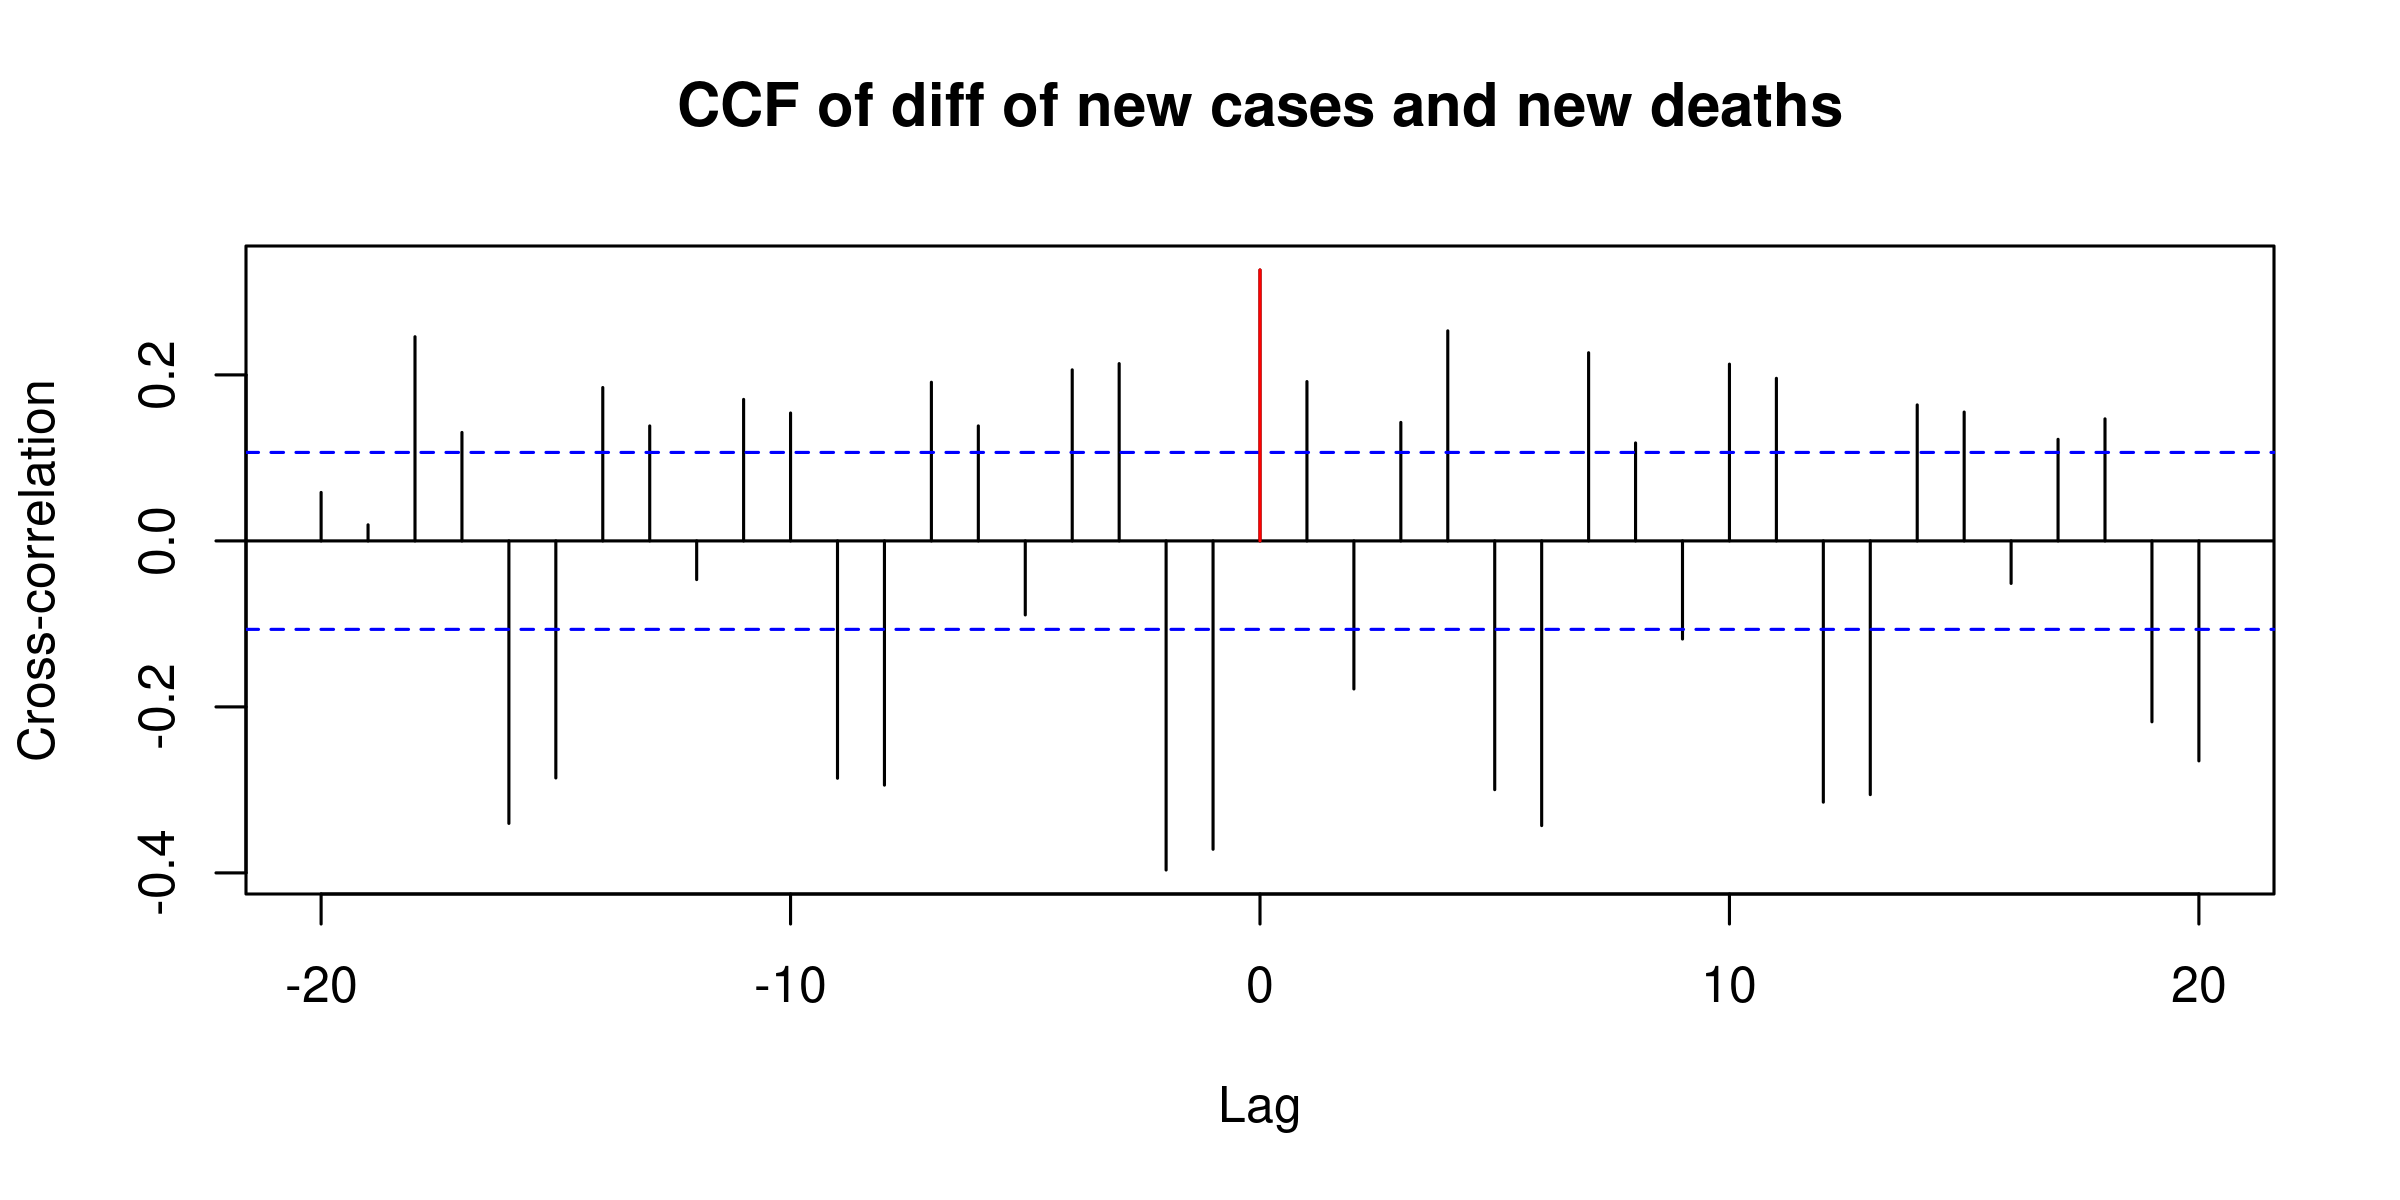 CCF of diff of new cases and new deaths
Cross-correlation
0.2
0.0
-0.2
-0.4
-20 -10 0 10 20
Lag